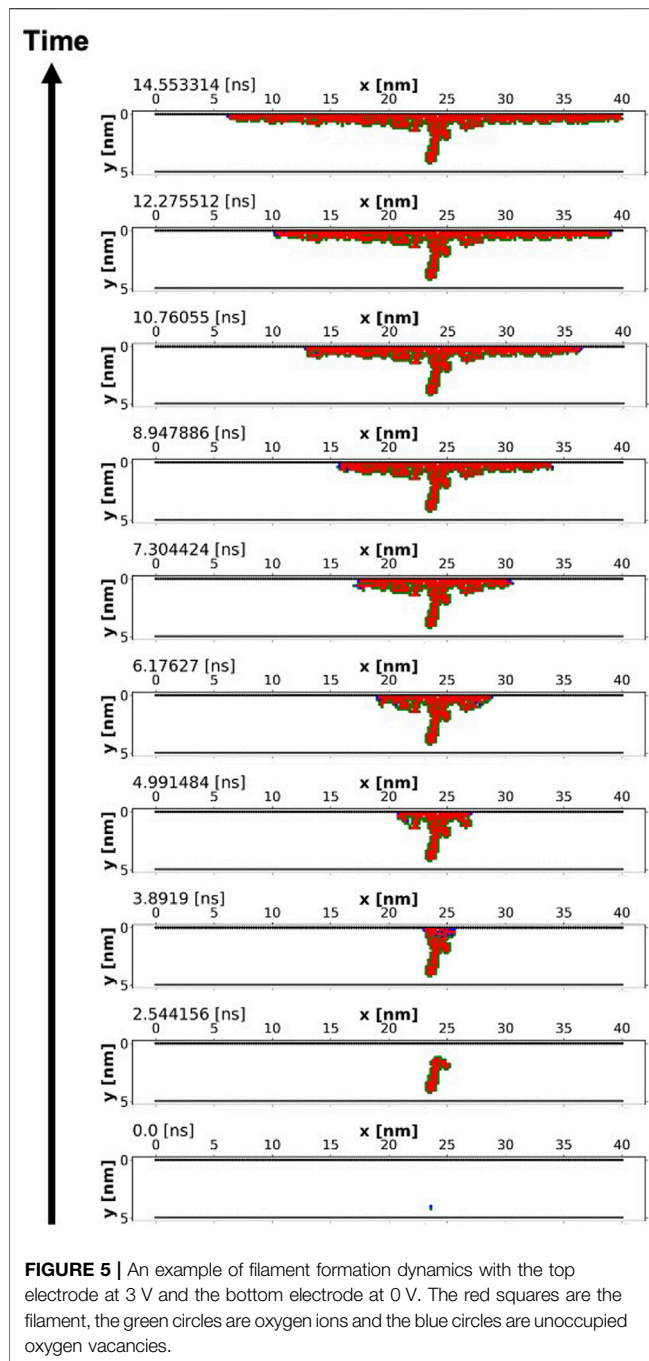 Time
14.553314 [ns] x [nm]
0 5 10 15 20 25 30 35 40
0
y [nm]
5
12.275512 [ns] x [nm]
0 5 10 15 20 25 30 35 40
0
y [nm]
5
10.76055 [ns] x [nm]
0 5 10 15 20 25 30 35 40
0
y [nm]
5
8.947886 [ns] x [nm]
0 5 10 15 20 25 30 35 40
0
y [nm]
5
7.304424 [ns] x [nm]
0 5 10 15 20 25 30 35 40
0
y [nm]
5
6.17627 [ns] x [nm]
0 5 10 15 20 25 30 35 40
0
y [nm]
5
4.991484 [ns] x [nm]
0 5 10 15 20 25 30 35 40
0
y [nm]
5
3.8919 [ns] x [nm]
0 5 10 15 20 25 30 35 40
0
y [nm]
5
2.544156 [ns] x [nm]
0 5 10 15 20 25 30 35 40
0
y [nm]
5
0.0 [ns] x [nm]
0 5 10 15 20 25 30 35 40
0
y [nm]
5
FIGURE 5 | An example of filament formation dynamics with the top
electrode at 3 V and the bottom electrode at 0 V. The red squares are the
filament, the green circles are oxygen ions and the blue circles are unoccupied
oxygen vacancies.